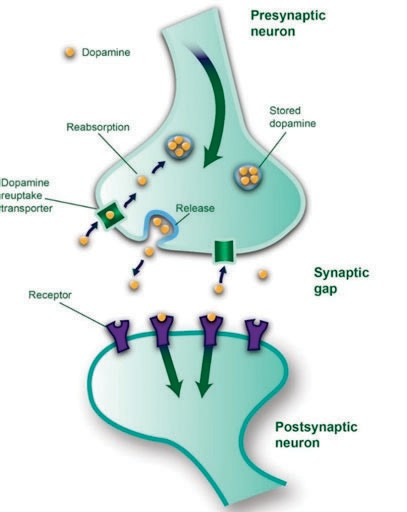 Presynaptic
neuron
Dopamine
Stored
dopamine
Reabsorption
Dopamine
reuptake
transporter
Release
Synaptic
gap
Receptor
Postsynaptic
neuron